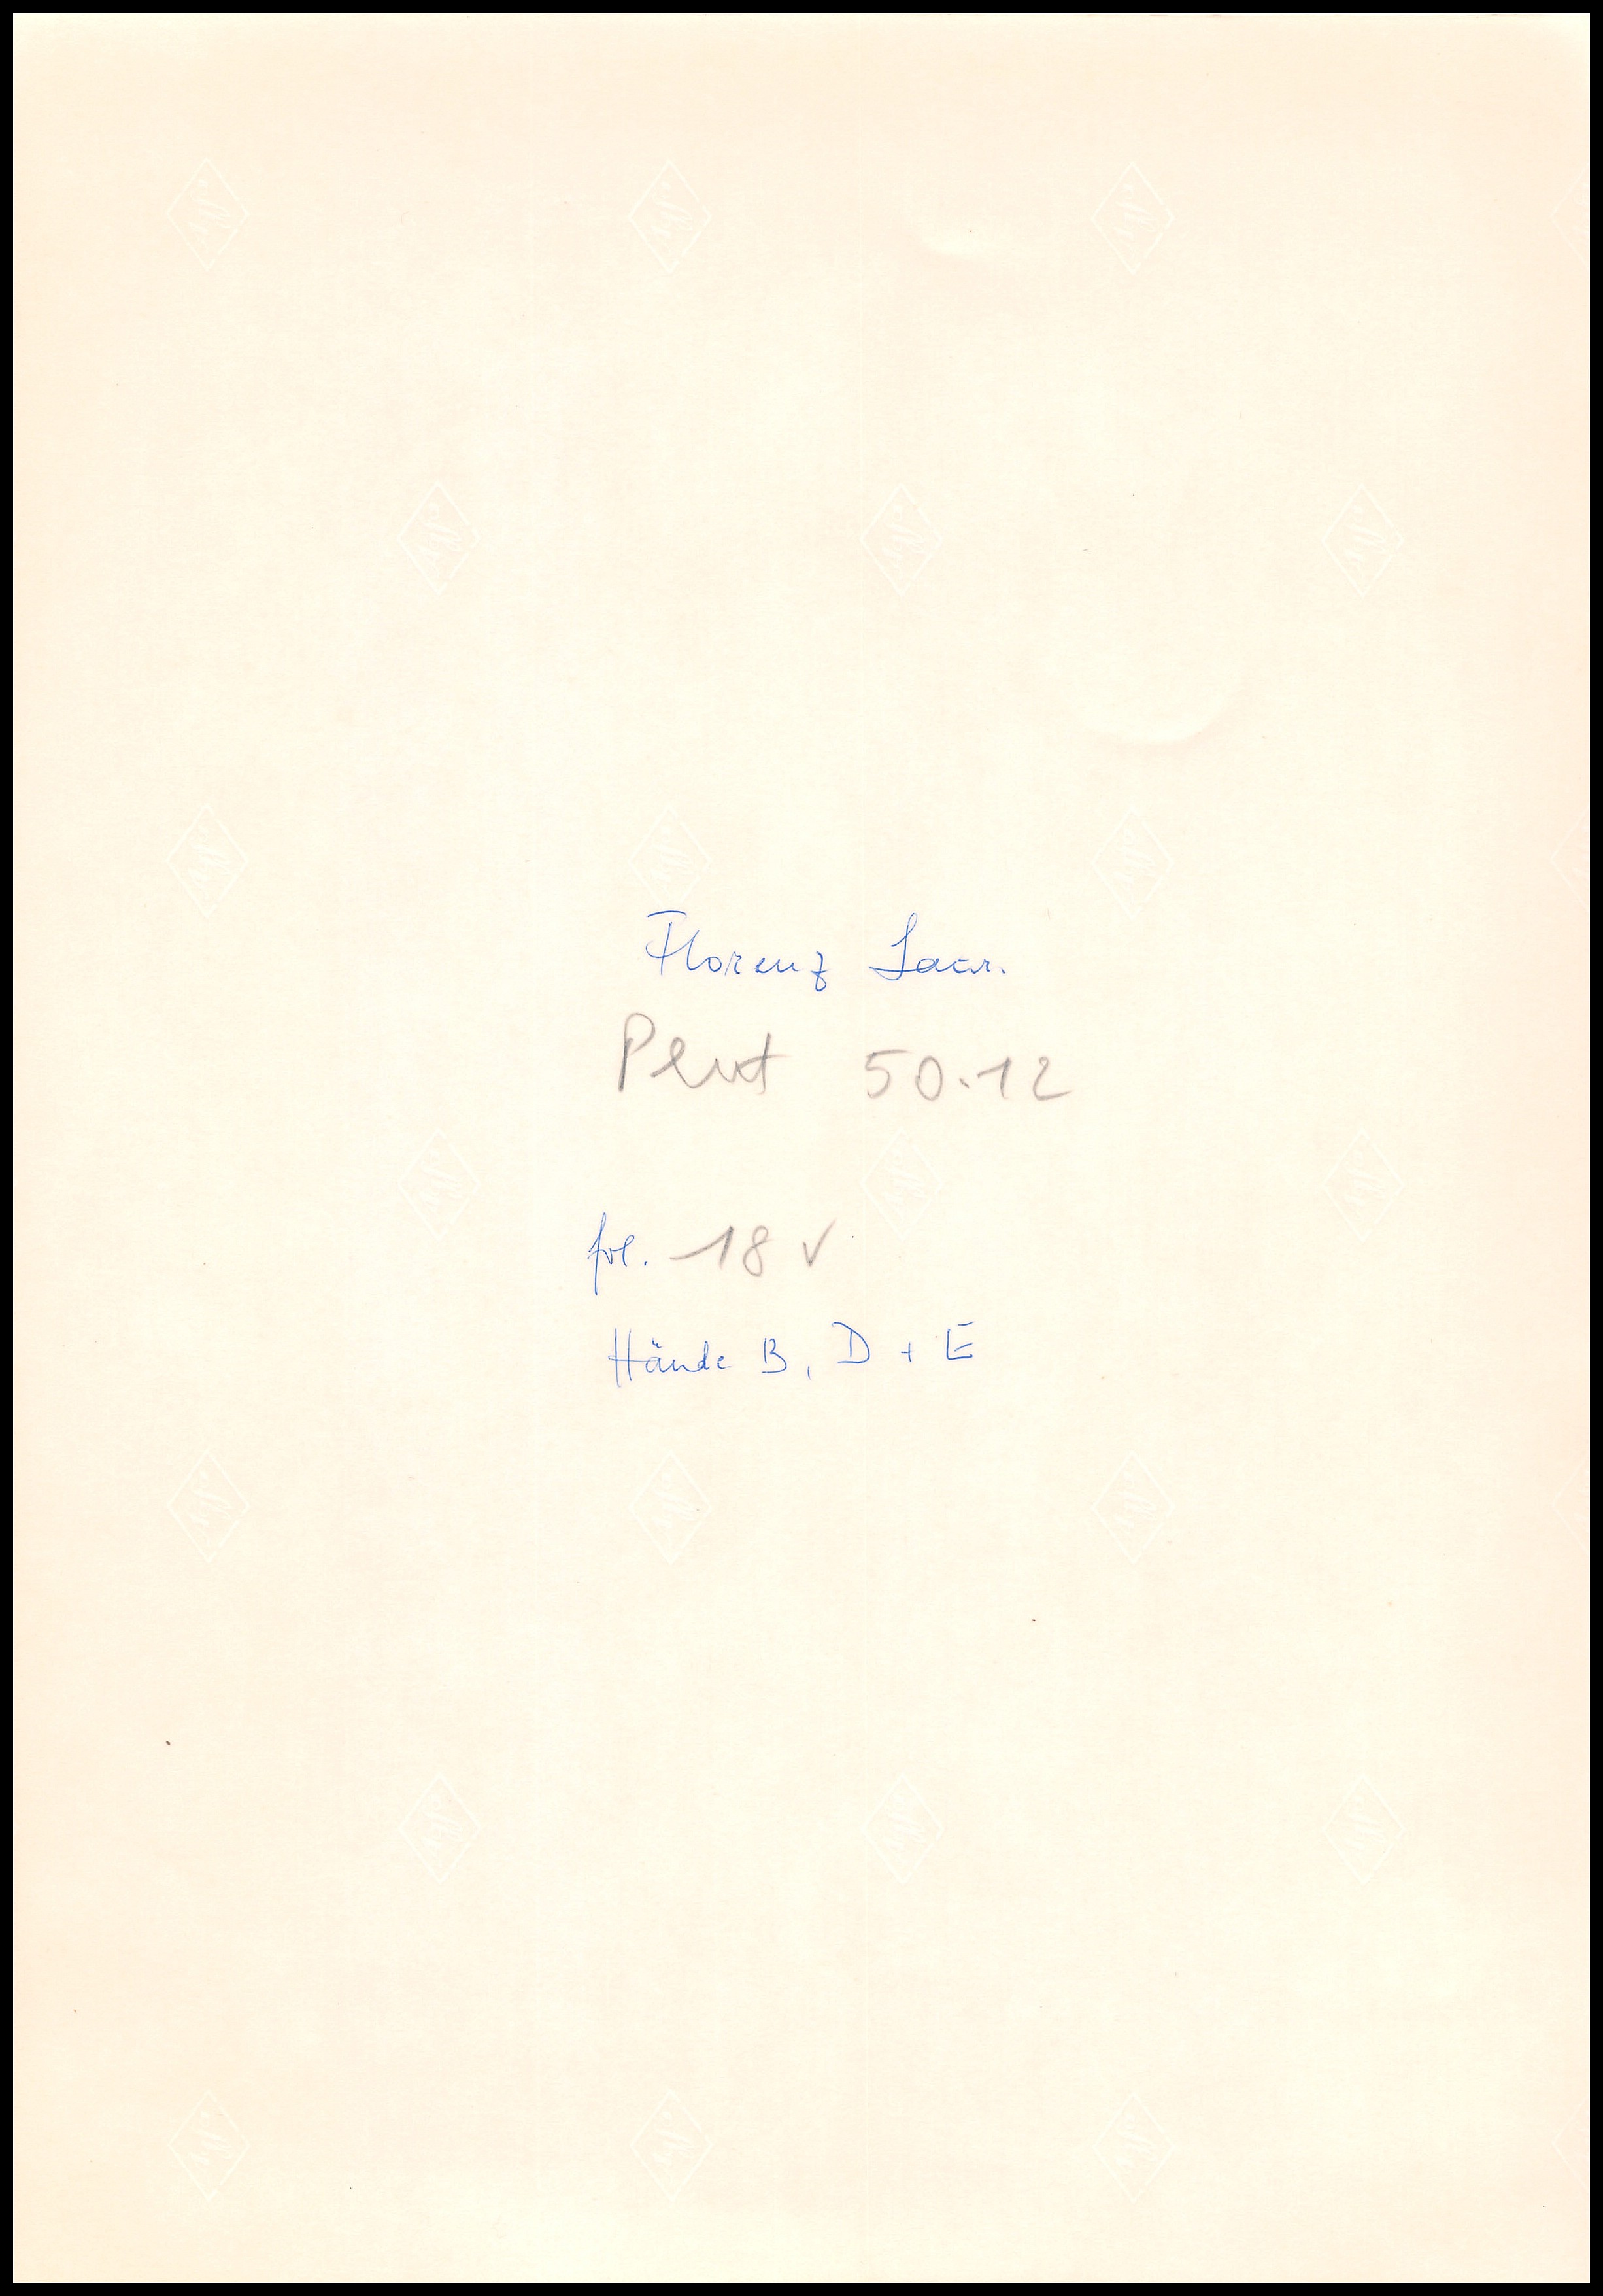 Florenz Laur.
Plut 50.12
fol. 18 v
Hände B, D + E